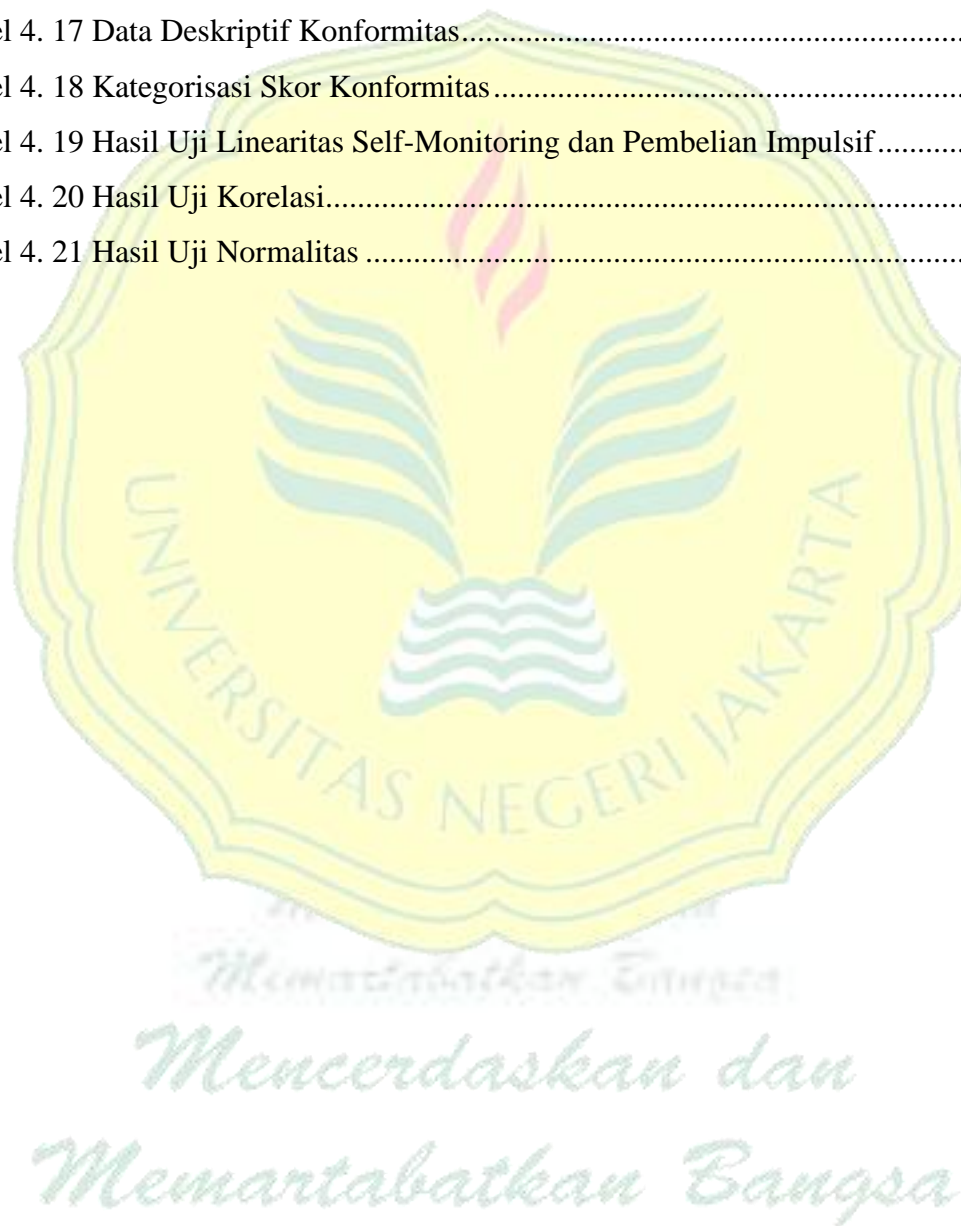 el 4. 17 Data Deskriptif Konformitas..........................................................................
el 4. 18 Kategorisasi Skor Konformitas......................................................................
el 4. 19 Hasil Uji Linearitas Self-Monitoring dan Pembelian Impulsif...........
el 4. 20 Hasil Uji Korelasi..........................................................................................
el 4. 21 Hasil Uji Normalitas ....................................................................................
UNIVERSITAS NEGERI JAKARTA
Memartabatkan Bangsa
Mencerdaskan dan
Memartabatkan Bangsa